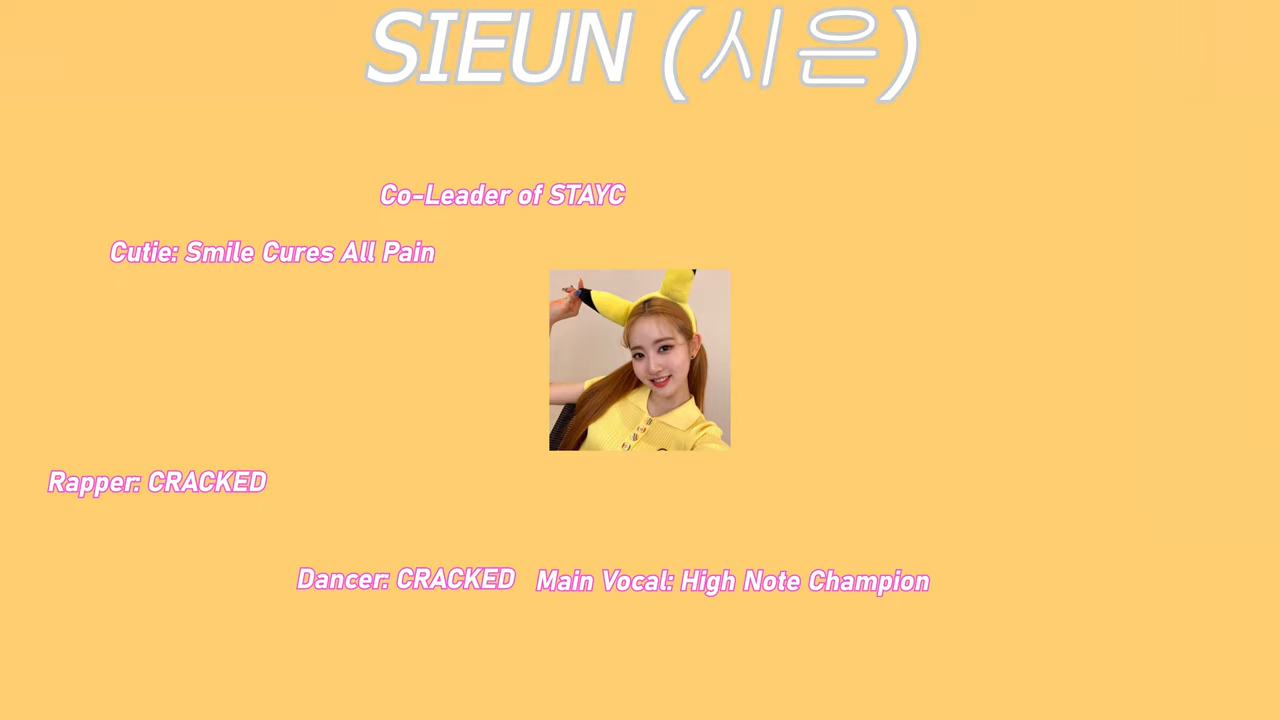 SIEUN (시은)
Co-Leader of STAYC
Cutie: Smile Cures All Pain
Rapper: CRACKED
Dancer: CRACKED
Main Vocal: High Note Champion